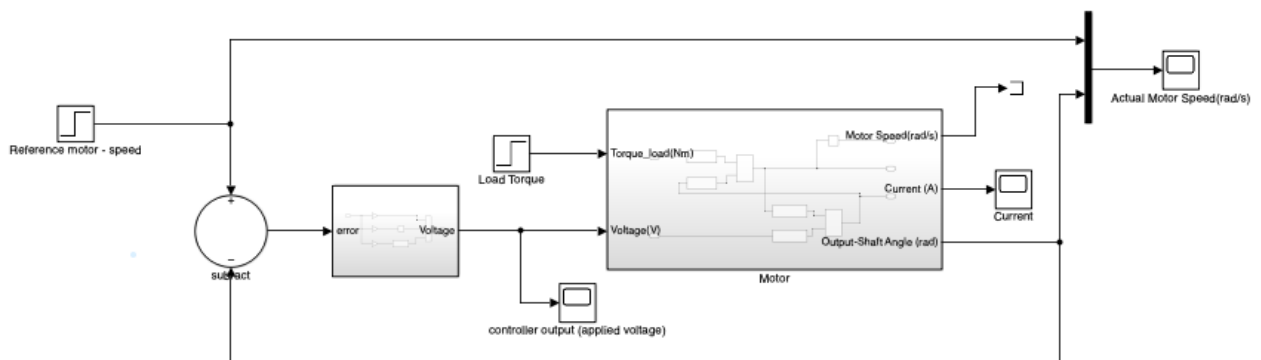 Actual Motor Speed(rad/s)
Reference motor - speed
Load Torque
Torque_load(Nm)
Motor Speed(rad/s)
Current (A)
Current
+
error
Voltage
Voltage(V)
Output-Shaft Angle (rad)
−
subtract
Motor
controller output (applied voltage)